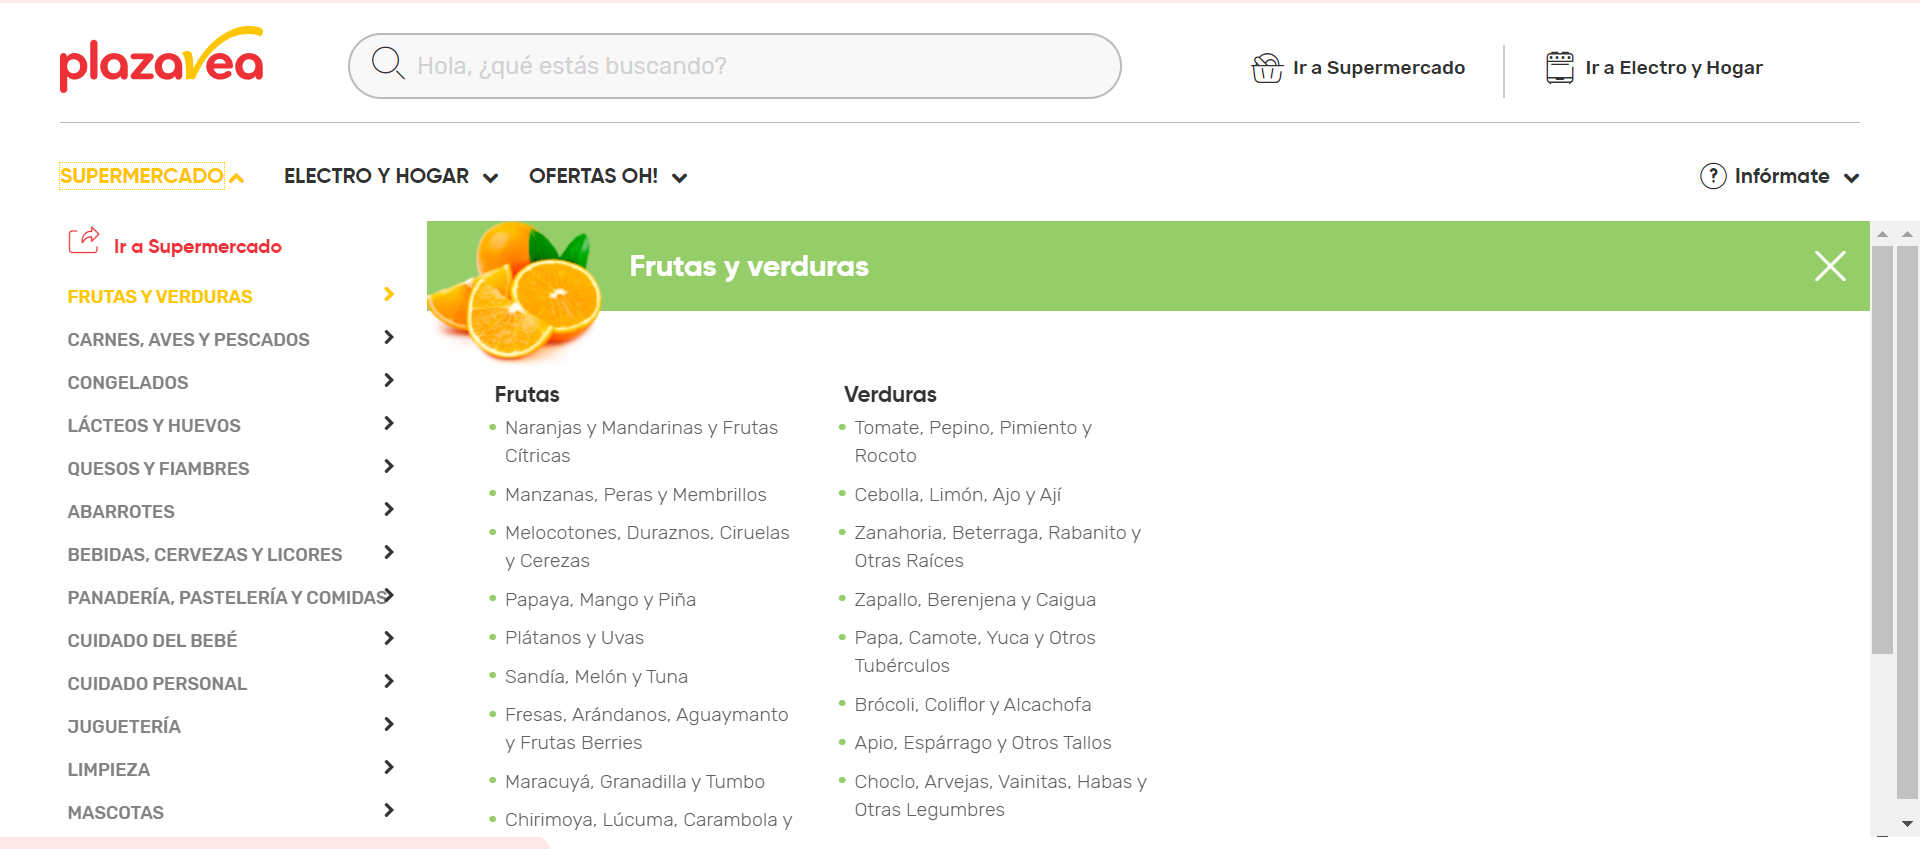 plazavea
Hola, ¿qué estás buscando?
Ir a Supermercado
Ir a Electro y Hogar
SUPERMERCADO
ELECTRO Y HOGAR
OFERTAS OH!
? Infórmate
Ir a Supermercado
FRUTAS Y VERDURAS
CARNES, AVES Y PESCADOS
CONGELADOS
LÁCTEOS Y HUEVOS
QUESOS Y FIAMBRES
ABARROTES
BEBIDAS, CERVEZAS Y LICORES
PANADERÍA, PASTELERÍA Y COMIDAS
CUIDADO DEL BEBÉ
CUIDADO PERSONAL
JUGUETERÍA
LIMPIEZA
MASCOTAS
Frutas y verduras
Frutas
Naranjas y Mandarinas y Frutas
Cítricas
Manzanas, Peras y Membrillos
Melocotones, Duraznos, Ciruelas
y Cerezas
Papaya, Mango y Piña
Plátanos y Uvas
Sandía, Melón y Tuna
Fresas, Arándanos, Aguaymanto
y Frutas Berries
Maracuyá, Granadilla y Tumbo
Chirimoya, Lúcuma, Carambola y
Verduras
Tomate, Pepino, Pimiento y
Rocoto
Cebolla, Limón, Ajo y Ají
Zanahoria, Beterraga, Rabanito y
Otras Raíces
Zapallo, Berenjena y Caigua
Papa, Camote, Yuca y Otros
Tubérculos
Brócoli, Coliflor y Alcachofa
Apio, Espárrago y Otros Tallos
Choclo, Arvejas, Vainitas, Habas y
Otras Legumbres